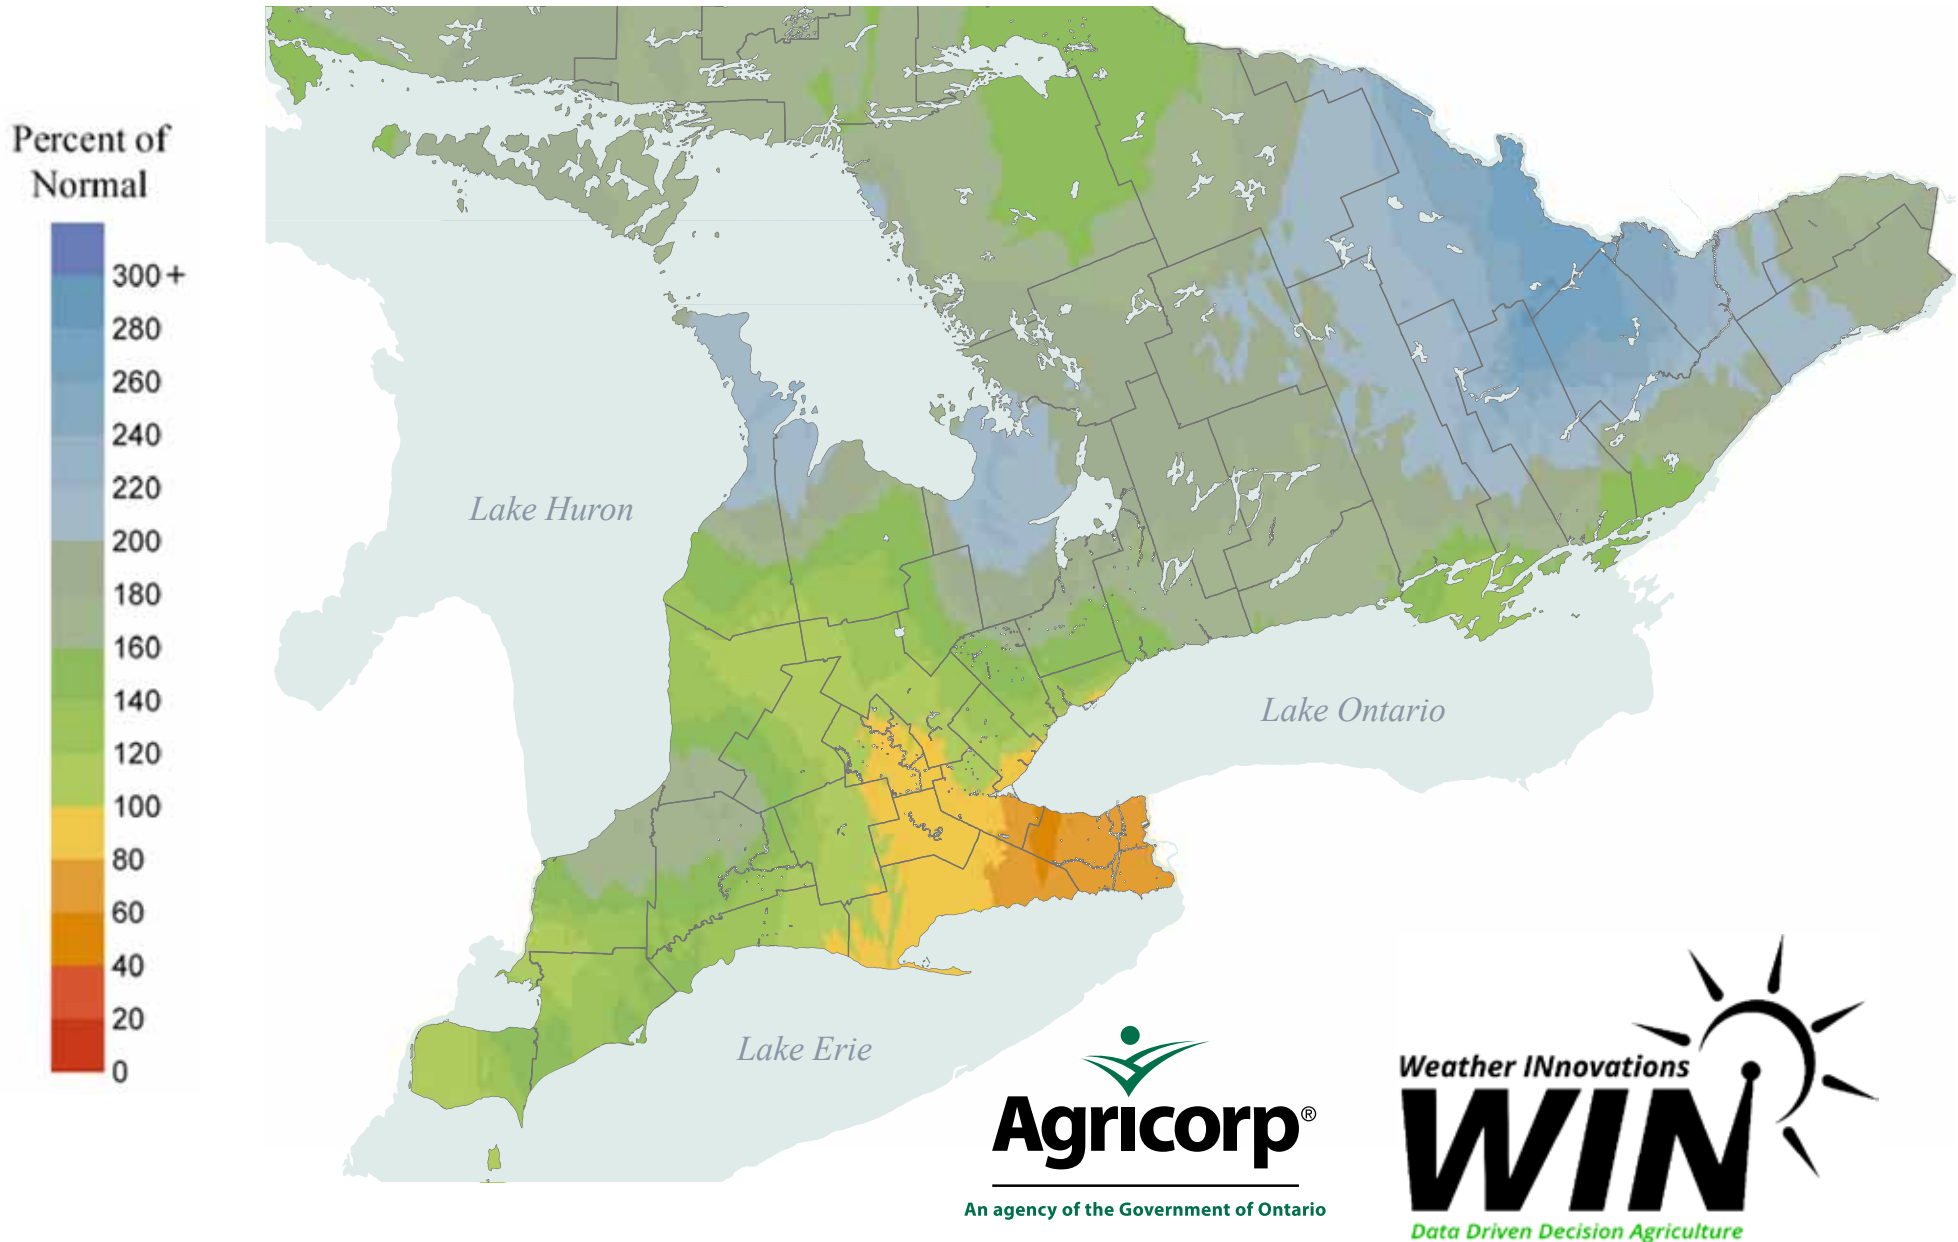 Percent of
Normal
300+
280
260
240
220
200
180
160
140
120
100
80
60
40
20
0
Lake Huron
Lake Ontario
Lake Erie
Agricorp®
An agency of the Government of Ontario
Weather INnovations
WIN
Data Driven Decision Agriculture